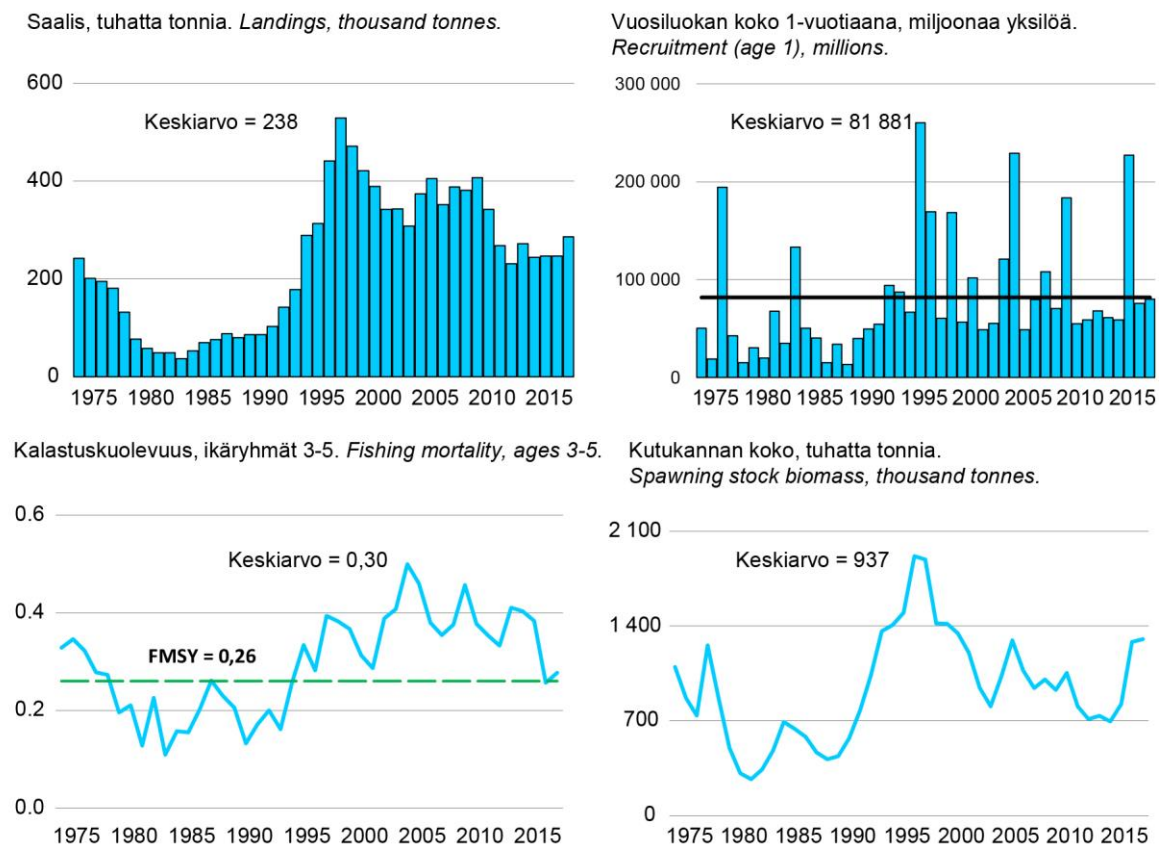 Saalis, tuhatta tonnia. Landings, thousand tonnes.
600
400
200
0
Keskiarvo = 238
1975 1980 1985 1990 1995 2000 2005 2010 2015
Vuosiluokan koko 1-vuotiaana, miljoonaa yksilöä.
Recruitment (age 1), millions.
300 000
200 000
100 000
0
Keskiarvo = 81 881
1975 1980 1985 1990 1995 2000 2005 2010 2015
Kalastuskuolevuus, ikäryhmät 3-5. Fishing mortality, ages 3-5.
0.6
0.4
0.2
0.0
Keskiarvo = 0,30
FMSY = 0,26
1975 1980 1985 1990 1995 2000 2005 2010 2015
Kutukannan koko, tuhatta tonnia.
Spawning stock biomass, thousand tonnes.
2 100
1 400
700
0
Keskiarvo = 937
1975 1980 1985 1990 1995 2000 2005 2010 2015